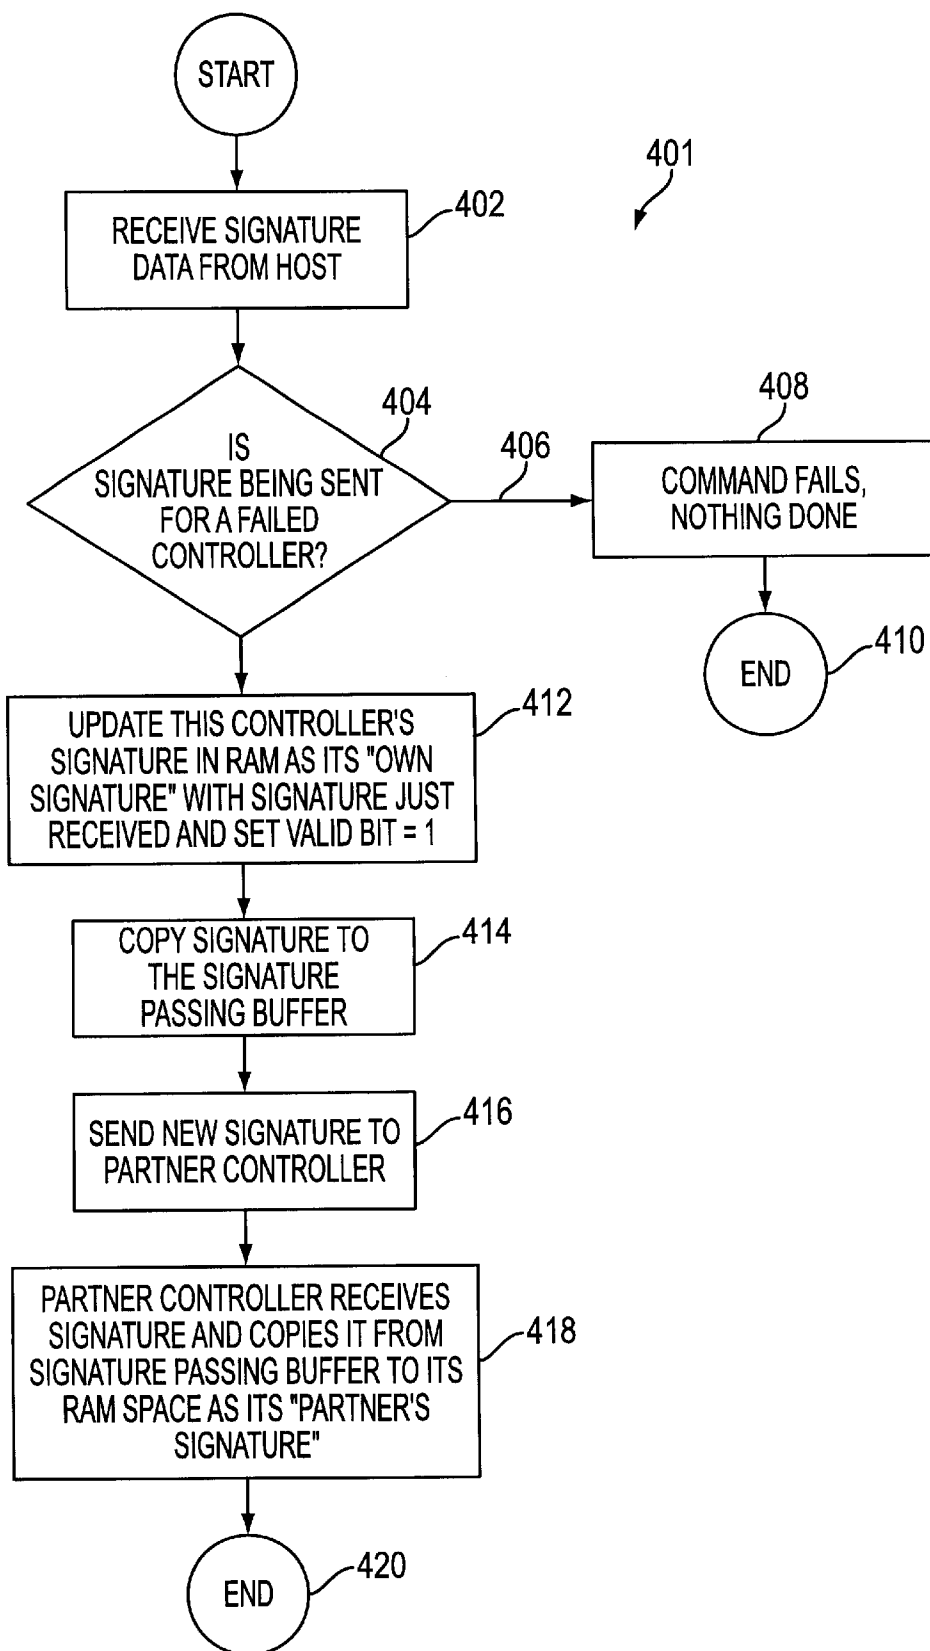 START
401
RECEIVE SIGNATURE
DATA FROM HOST
402
IS
SIGNATURE BEING SENT
FOR A FAILED
CONTROLLER?
404
406
408
COMMAND FAILS,
NOTHING DONE
END
410
UPDATE THIS CONTROLLER'S
SIGNATURE IN RAM AS ITS "OWN
SIGNATURE" WITH SIGNATURE JUST
RECEIVED AND SET VALID BIT = 1
412
COPY SIGNATURE TO
THE SIGNATURE
PASSING BUFFER
414
SEND NEW SIGNATURE TO
PARTNER CONTROLLER
416
PARTNER CONTROLLER RECEIVES
SIGNATURE AND COPIES IT FROM
SIGNATURE PASSING BUFFER TO ITS
RAM SPACE AS ITS "PARTNER'S
SIGNATURE"
418
END
420